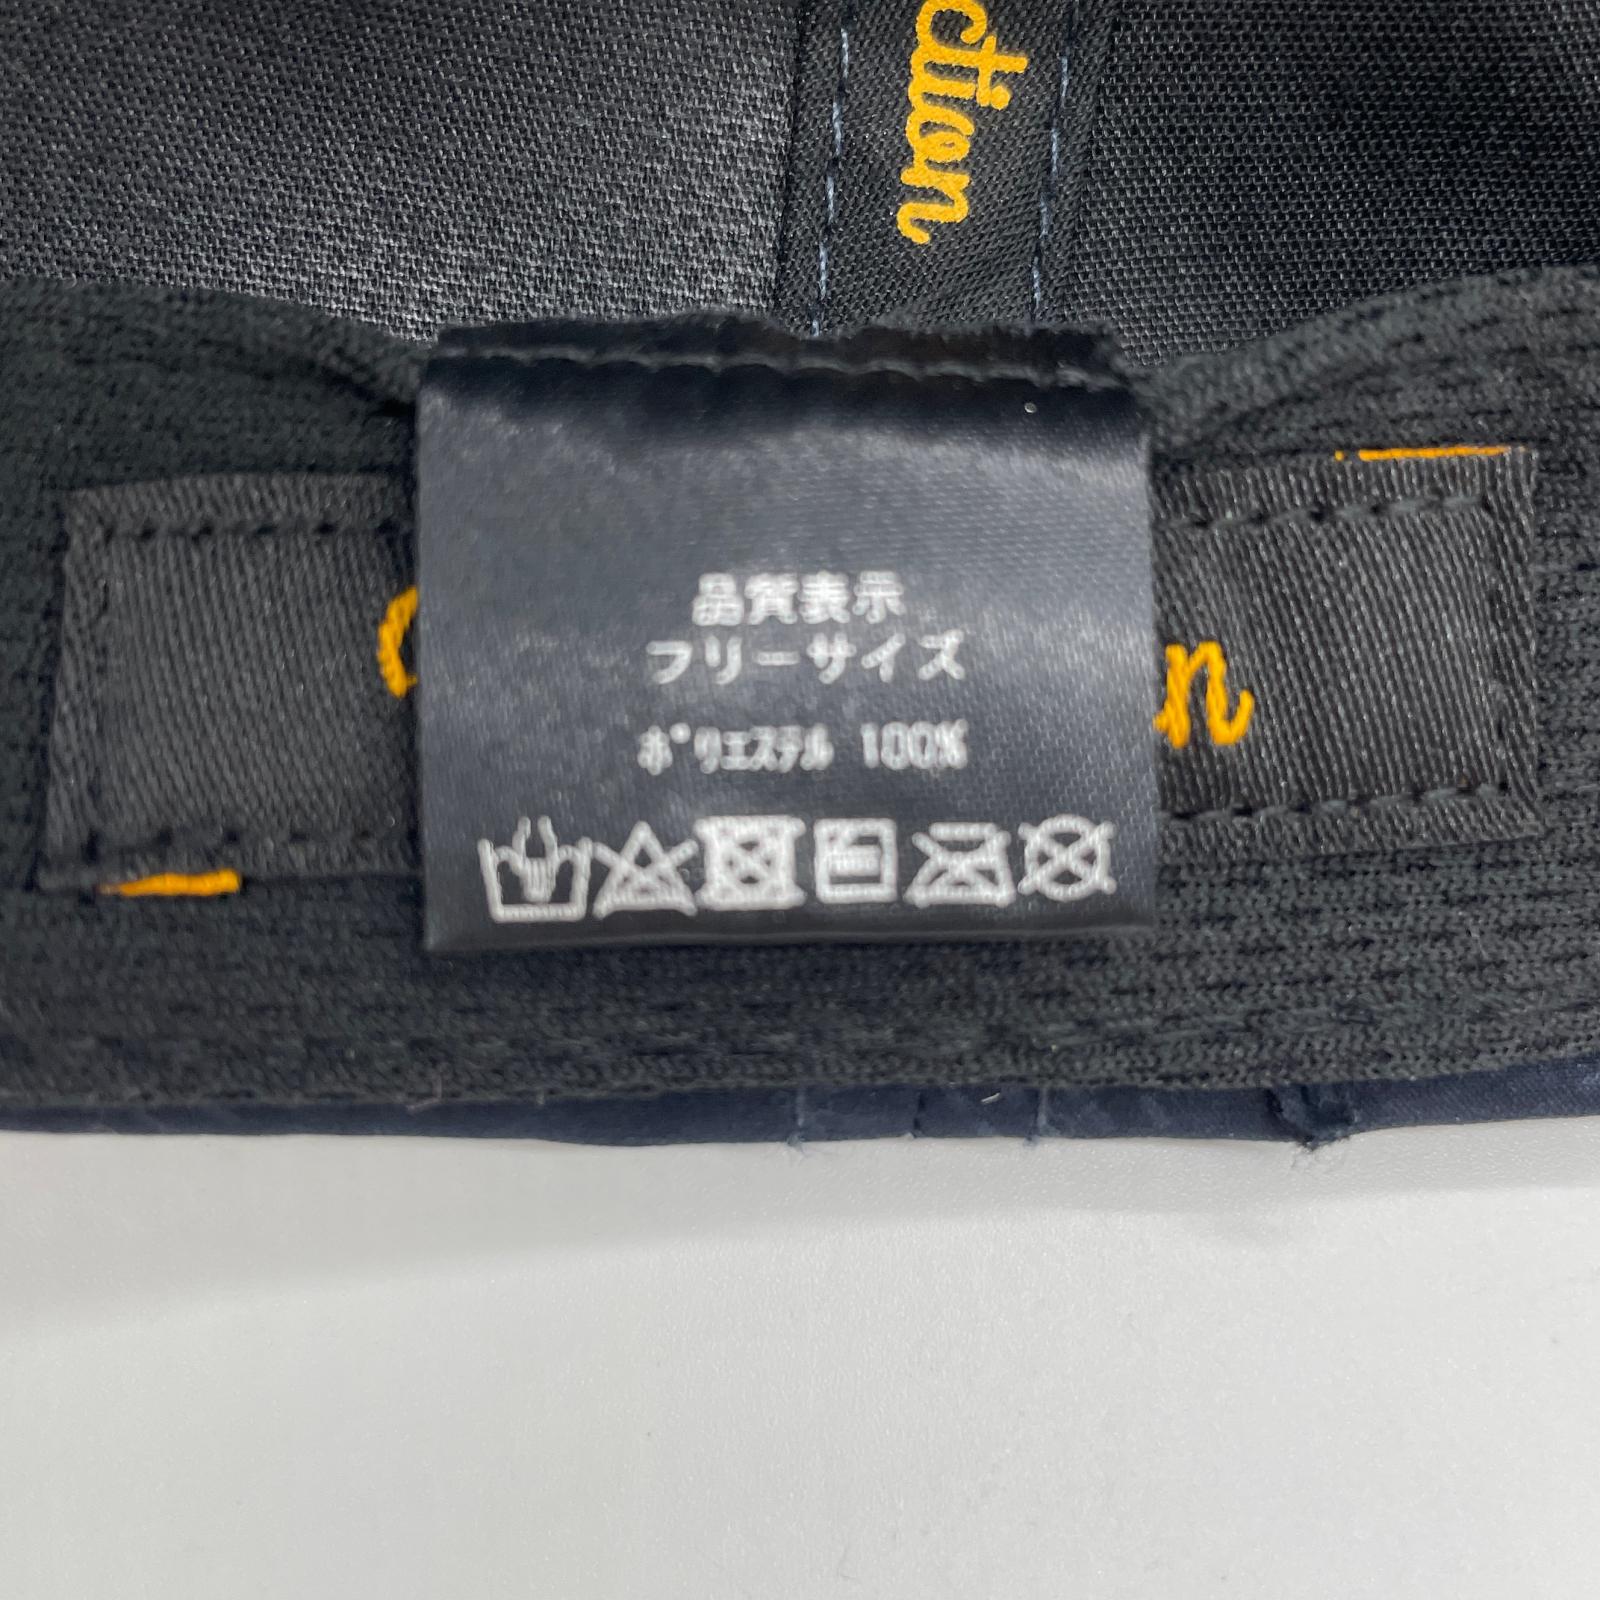 ction
品質表示
フリーサイズ
ポリエステル 100%
n